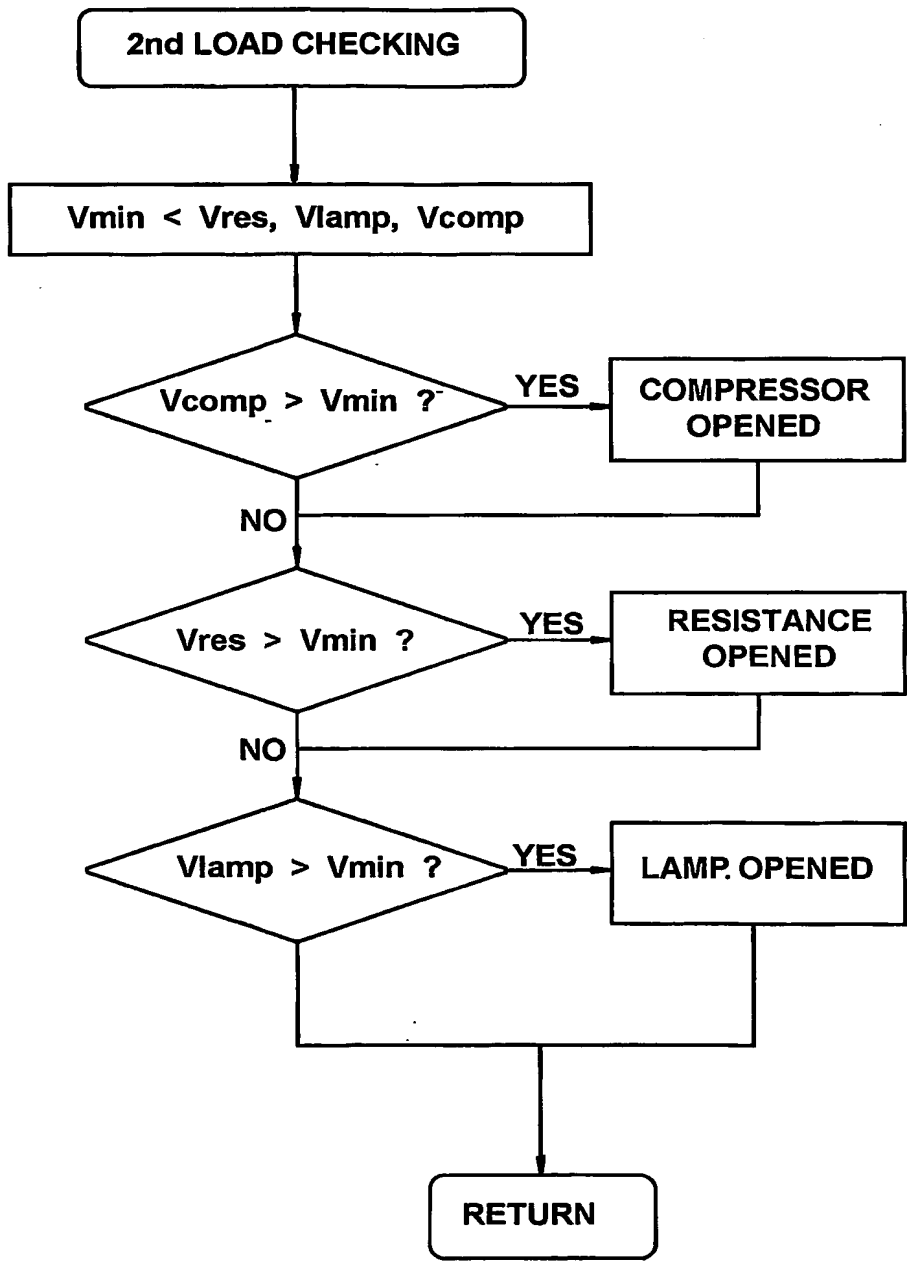 2nd LOAD CHECKING
Vmin < Vres, Vlamp, Vcomp
Vcomp > Vmin ?
YES
COMPRESSOR
OPENED
NO
Vres > Vmin ?
YES
RESISTANCE
OPENED
NO
Vlamp > Vmin ?
YES
LAMP. OPENED
RETURN